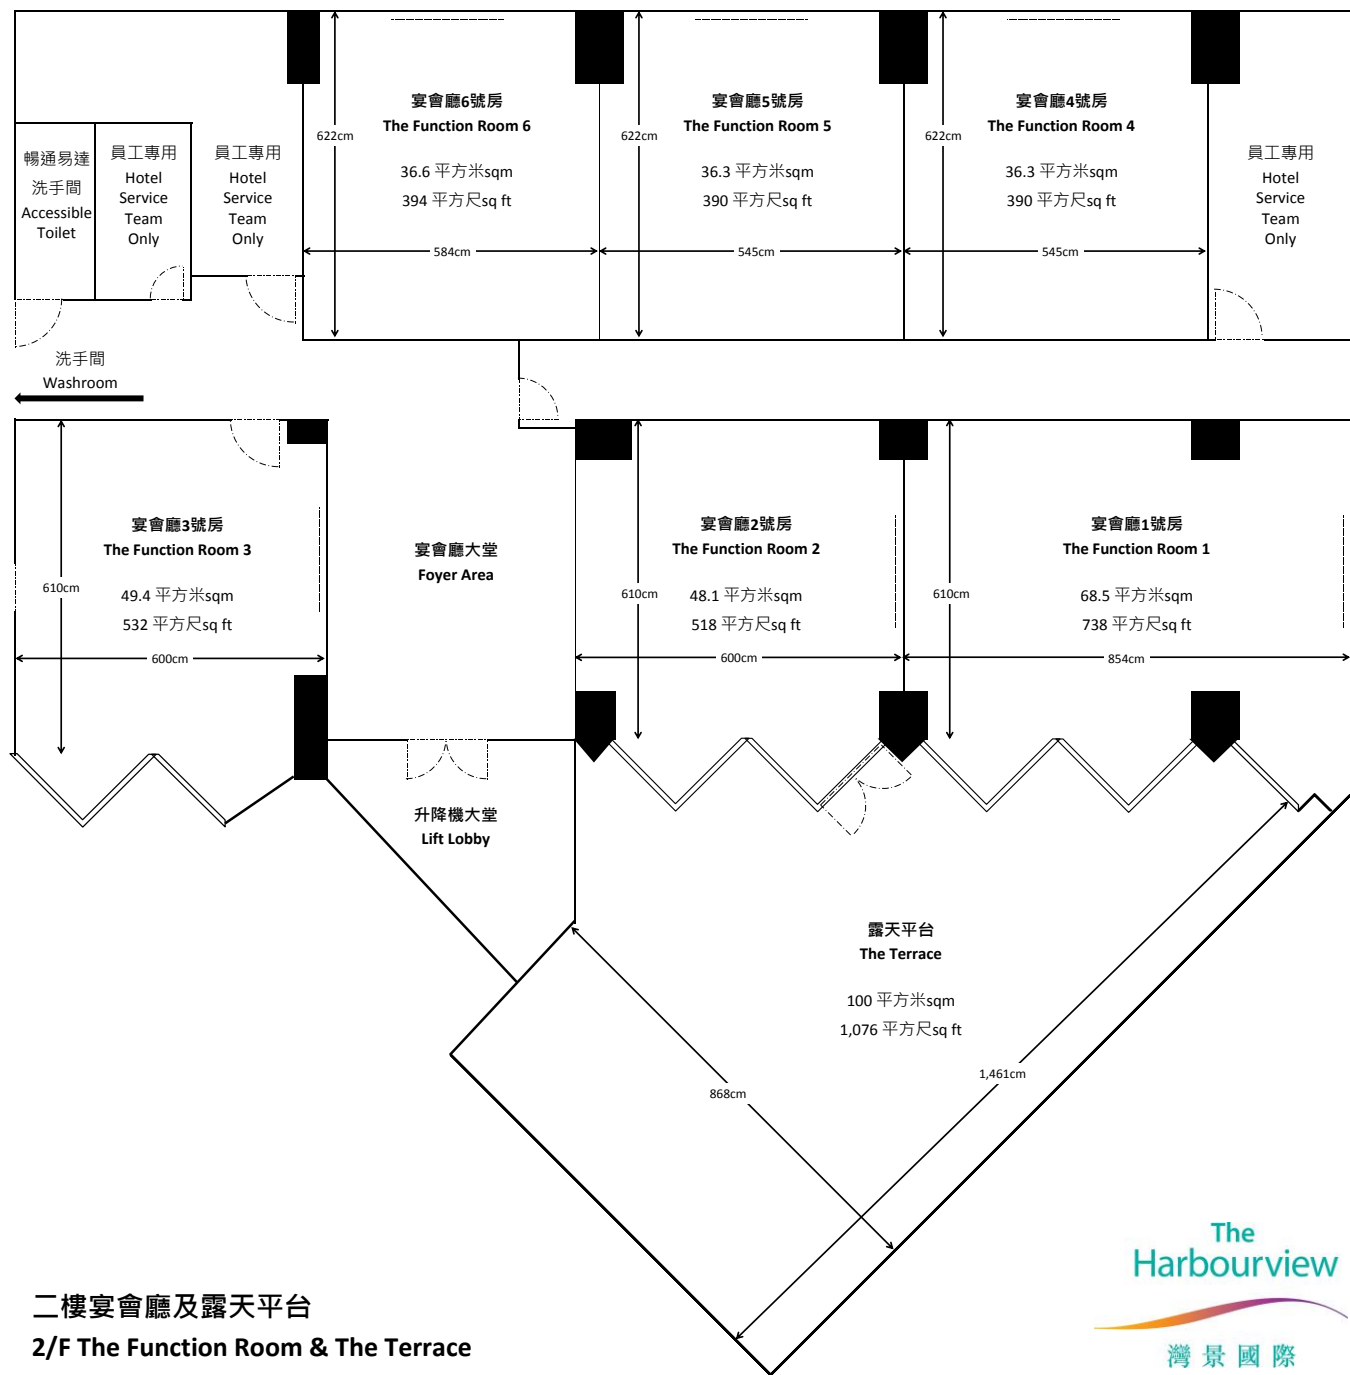 宴會廳6號房
The Function Room 6
622cm
36.6 平方米sqm
394 平方尺sq ft
584cm
宴會廳5號房
The Function Room 5
622cm
36.3 平方米sqm
390 平方尺sq ft
545cm
宴會廳4號房
The Function Room 4
622cm
36.3 平方米sqm
390 平方尺sq ft
545cm
暢通易達
洗手間
Accessible
Toilet
員工專用
Hotel
Service
Team
Only
員工專用
Hotel
Service
Team
Only
員工專用
Hotel
Service
Team
Only
洗手間
Washroom
宴會廳3號房
The Function Room 3
610cm
49.4 平方米sqm
532 平方尺sq ft
600cm
宴會廳大堂
Foyer Area
宴會廳2號房
The Function Room 2
610cm
48.1 平方米sqm
518 平方尺sq ft
600cm
宴會廳1號房
The Function Room 1
610cm
68.5 平方米sqm
738 平方尺sq ft
854cm
升降機大堂
Lift Lobby
露天平台
The Terrace
100 平方米sqm
1,076 平方尺sq ft
1,461cm
868cm
二樓宴會廳及露天平台
2/F The Function Room & The Terrace
The
Harbourview
灣景國際